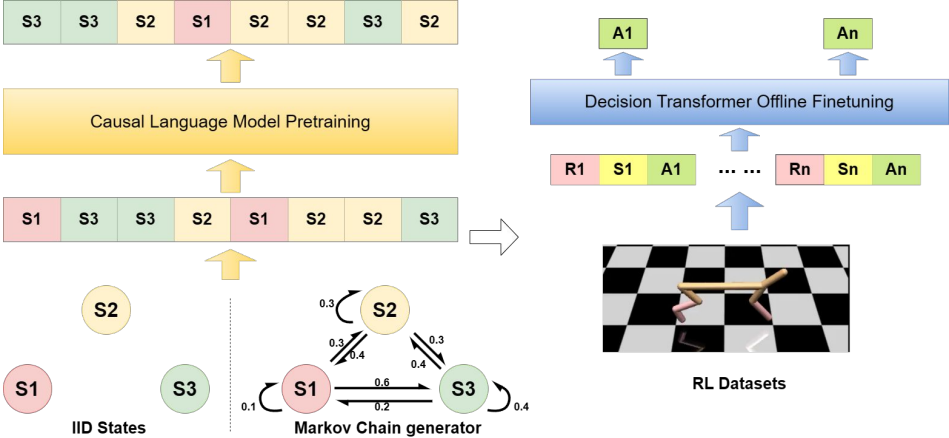 S3 S3 S2 S1 S2 S2 S3 S2
Causal Language Model Pretraining
S1 S3 S3 S2 S1 S2 S2 S3
S2
S1
S3
IID States
0.3
S2
0.3
0.4
0.3
0.4
S1
0.6
0.2
S3
0.1
0.4
Markov Chain generator
A1
An
Decision Transformer Offline Finetuning
R1 S1 A1 ... ... Rn Sn An
RL Datasets